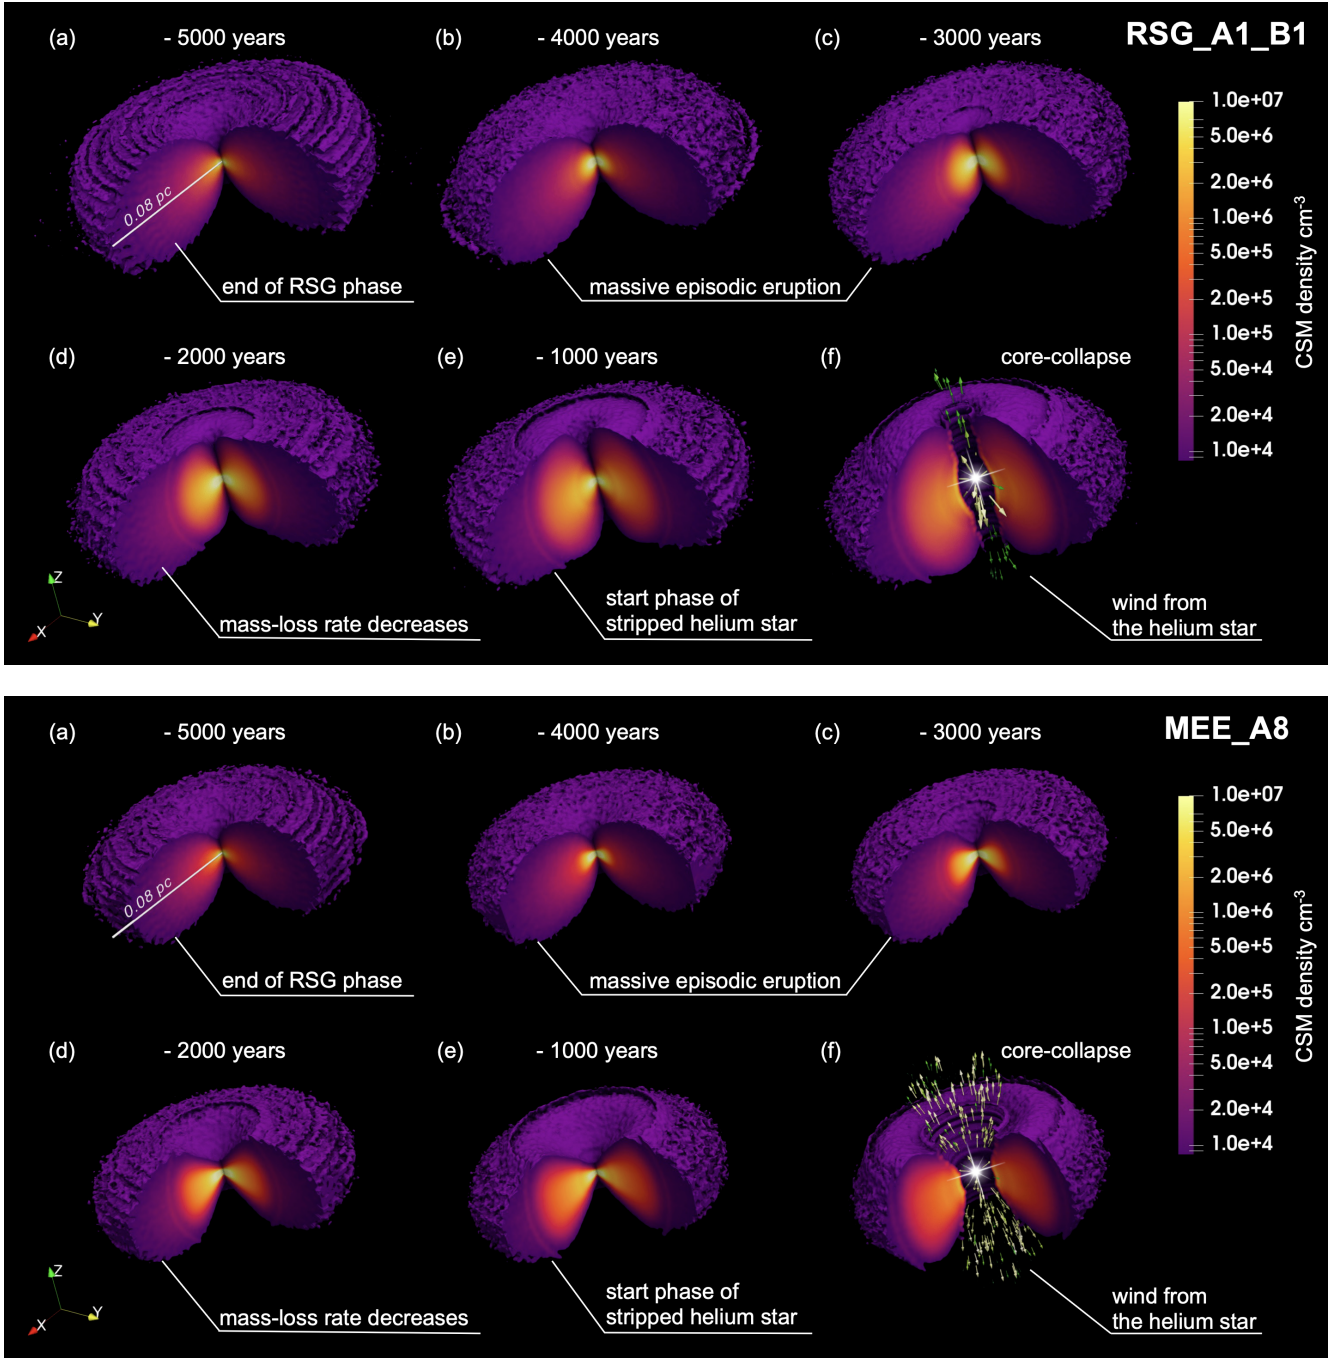 (a) - 5000 years
(b) - 4000 years
(c) - 3000 years
RSG_A1_B1
0.08 pc
end of RSG phase
massive episodic eruption
1.0e+07
5.0e+6
2.0e+6
1.0e+6
5.0e+5
2.0e+5
1.0e+5
5.0e+4
2.0e+4
1.0e+4
CSM density cm-3
(d) - 2000 years
(e) - 1000 years
(f) core-collapse
Z
Y
X
mass-loss rate decreases
start phase of
stripped helium star
wind from
the helium star
(a) - 5000 years
(b) - 4000 years
(c) - 3000 years
MEE_A8
0.08 pc
end of RSG phase
massive episodic eruption
1.0e+07
5.0e+6
2.0e+6
1.0e+6
5.0e+5
2.0e+5
1.0e+5
5.0e+4
2.0e+4
1.0e+4
CSM density cm-3
(d) - 2000 years
(e) - 1000 years
(f) core-collapse
Z
Y
X
mass-loss rate decreases
start phase of
stripped helium star
wind from
the helium star